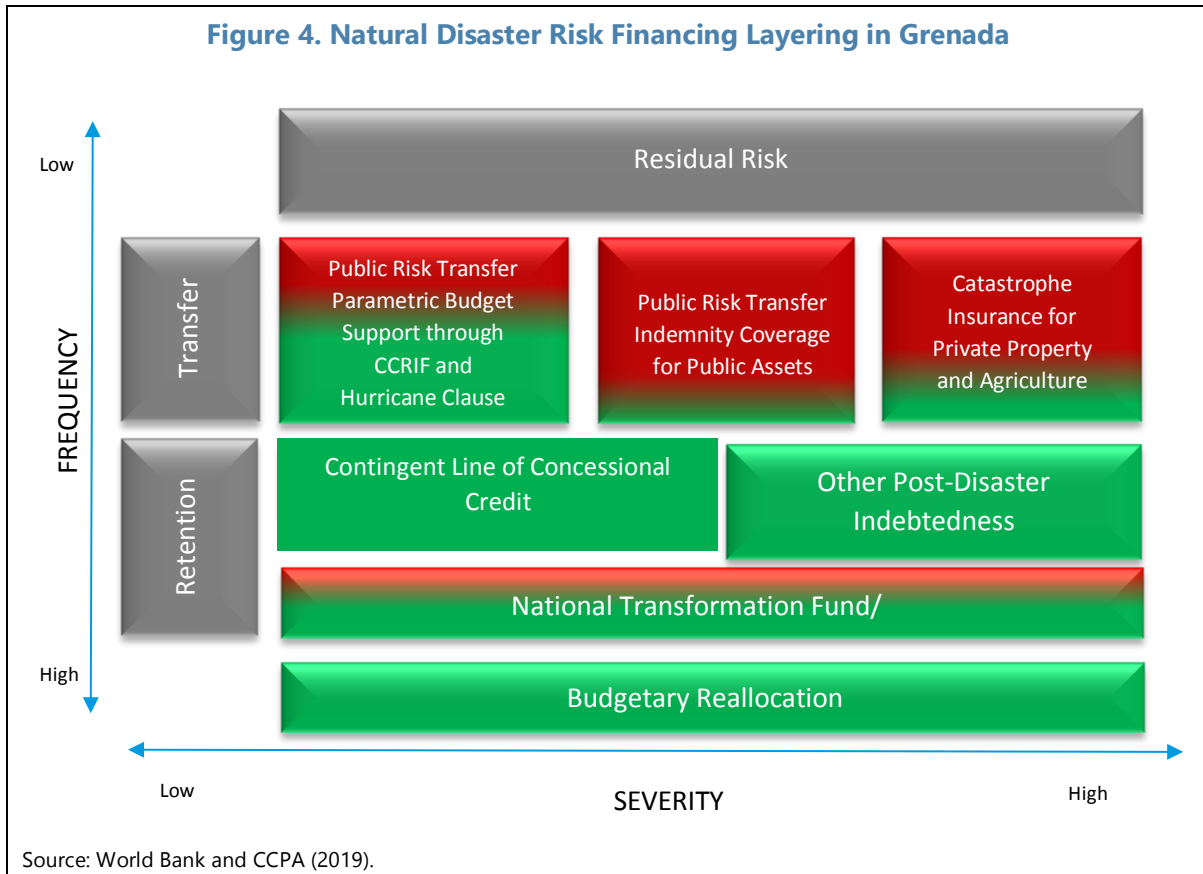 Figure 4. Natural Disaster Risk Financing Layering in Grenada
Low
Residual Risk
FREQUENCY
Transfer
Public Risk Transfer
Parametric Budget
Support through
CCRIF and
Hurricane Clause
Public Risk Transfer
Indemnity Coverage
for Public Assets
Catastrophe
Insurance for
Private Property
and Agriculture
Retention
Contingent Line of Concessional
Credit
Other Post-Disaster
Indebtedness
National Transformation Fund/
High
Budgetary Reallocation
Low
SEVERITY
High
Source: World Bank and CCPA (2019).